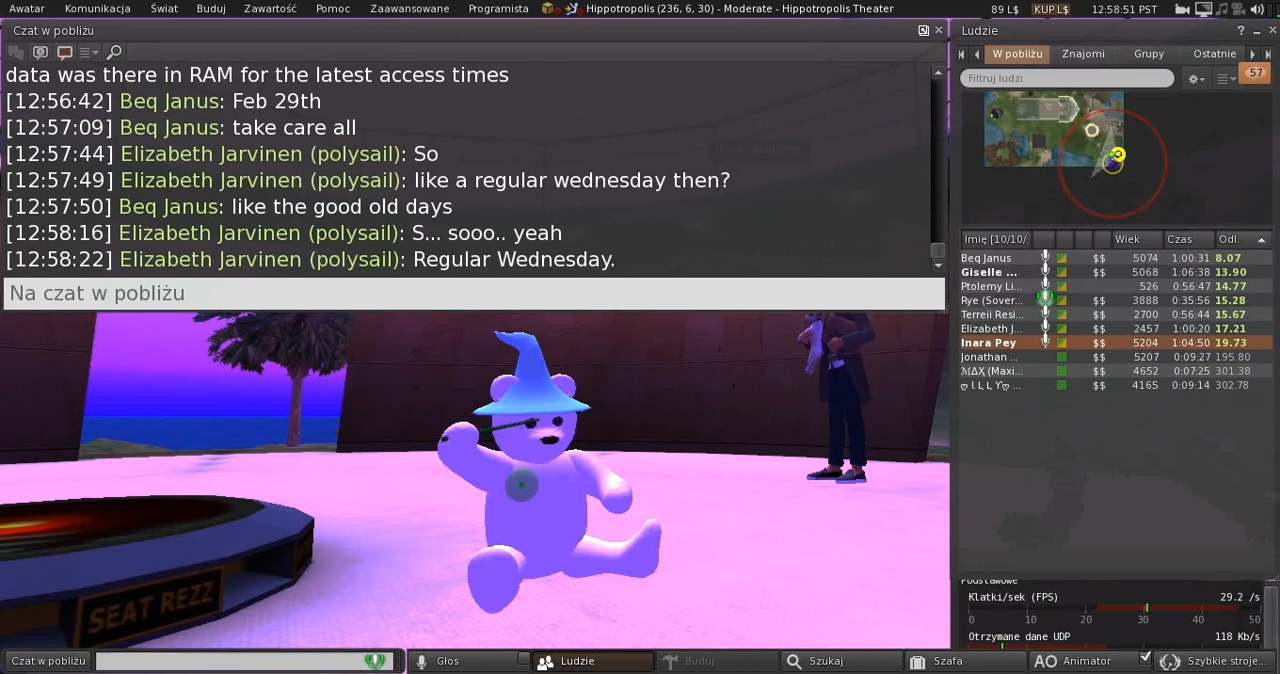 Awatar Komunikacja Świat Buduj Zawartość Pomoc Zaawansowane Programista Hippotropolis (236, 6, 30) - Moderate - Hippotropolis Theater 89 L$ KUP L$ 12:58:51 PST
Czat w pobliżu
data was there in RAM for the latest access times
[12:56:42] Beq Janus: Feb 29th
[12:57:09] Beq Janus: take care all
[12:57:44] Elizabeth Jarvinen (polysail): So
[12:57:49] Elizabeth Jarvinen (polysail): like a regular wednesday then?
[12:57:50] Beq Janus: like the good old days
[12:58:16] Elizabeth Jarvinen (polysail): S... sooo.. yeah
[12:58:22] Elizabeth Jarvinen (polysail): Regular Wednesday.
Na czat w pobliżu
SEAT REZZ
Ludzie ?
W pobliżu Znajomi Grupy Ostatnie
Filtruj ludzi 57
Imię [10/10/ Wiek Czas Odl.
Beq Janus $$ 5074 1:00:31 8.07
Giselle ... $$ 5068 1:06:38 13.90
Ptolemy Li... 526 0:56:47 14.77
Rye (Sover... $$ 3888 0:35:56 15.28
Terreii Resi... $$ 2700 0:56:44 15.67
Elizabeth J... $$ 2457 1:00:20 17.21
Inara Pey $$ 5204 1:04:50 19.73
Jonathan ... $$ 5207 0:09:27 195.80
(Maxi... $$ 4652 0:07:25 301.38
$$ 4165 0:09:14 302.78
Podstawowe
Klatki/sek (FPS) 29.2 /s
0 10 20 30 40 50
Otrzymane dane UDP 118 Kb/s
Czat w pobliżu Głos Ludzie Buduj Szukaj Szafa AO Animator Szybkie stroje...